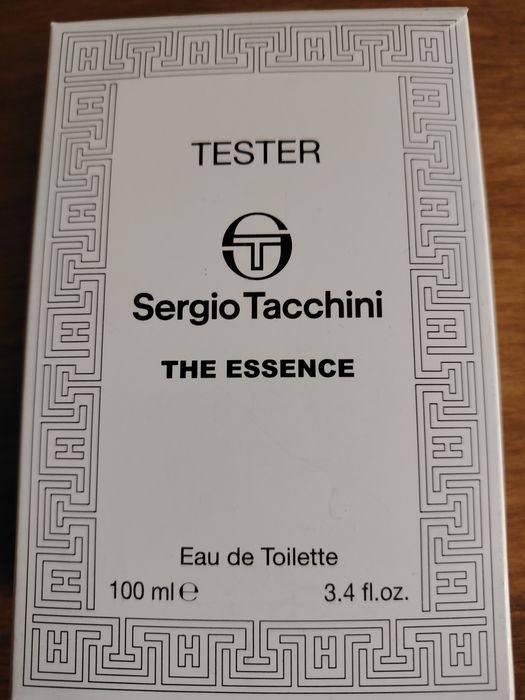 TESTER
Sergio Tacchini
THE ESSENCE
Eau de Toilette
100 ml ℮ 3.4 fl.oz.